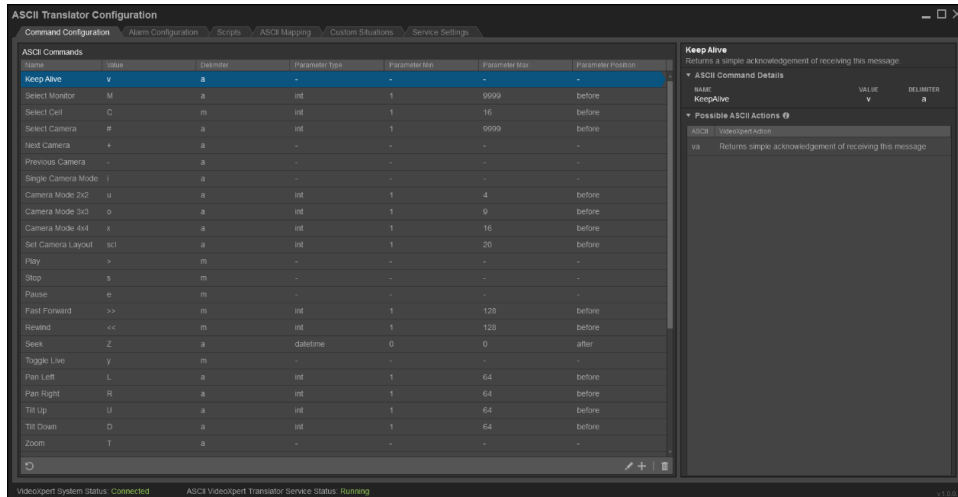 ASCII Translator Configuration
Command Configuration Alarm Configuration Scripts ASCII Mapping Custom Situations Service Settings
ASCII Commands
Name Value Delimiter Parameter Type Parameter Min Parameter Max Parameter Position
Keep Alive v a - - - -
Select Monitor M a int 1 9999 before
Select Cell C m int 1 16 before
Select Camera # a int 1 9999 before
Next Camera + a - - - -
Previous Camera - a - - - -
Single Camera Mode i a - - - -
Camera Mode 2x2 u a int 1 4 before
Camera Mode 3x3 o a int 1 9 before
Camera Mode 4x4 x a int 1 16 before
Set Camera Layout scl a int 1 20 before
Play > m - - - -
Stop s m - - - -
Pause e m - - - -
Fast Forward >> m int 1 128 before
Rewind << m int 1 128 before
Seek Z a datetime 0 0 after
Toggle Live y m - - - -
Pan Left L a int 1 64 before
Pan Right R a int 1 64 before
Tilt Up U a int 1 64 before
Tilt Down D a int 1 64 before
Zoom T a - - - -
Keep Alive
Returns a simple acknowledgement of receiving this message.
ASCII Command Details
NAME VALUE DELIMITER
KeepAlive v a
Possible ASCII Actions
ASCII VideoXpert Action
va Returns simple acknowledgement of receiving this message
VideoXpert System Status: Connected ASCII VideoXpert Translator Service Status: Running
v1.0.0